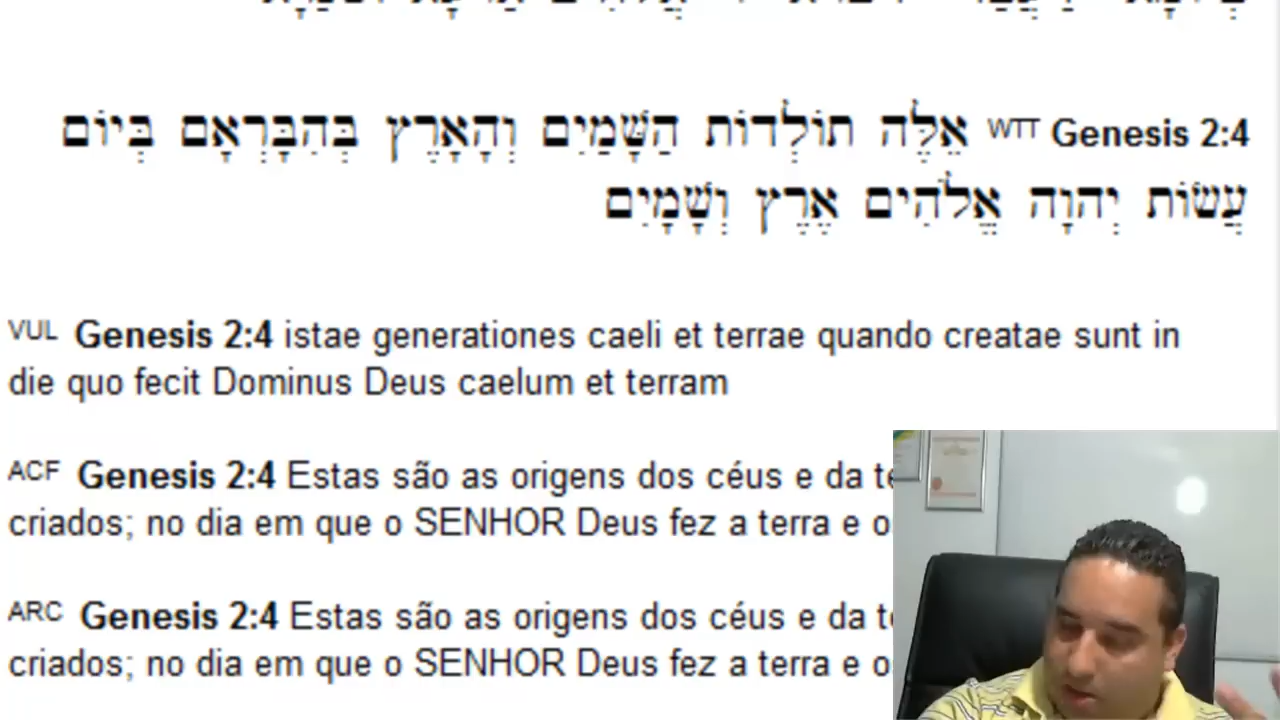 WTT Genesis 2:4 אֵלֶּה תוֹלְדוֹת הַשָּׁמַיִם וְהָאָרֶץ בְּהִבָּרְאָם בְּיוֹם
עֲשׂוֹת יְהוָה אֱלֹהִים אֶרֶץ וְשָׁמָיִם
VUL Genesis 2:4 istae generationes caeli et terrae quando creatae sunt in
die quo fecit Dominus Deus caelum et terram
ACF Genesis 2:4 Estas são as origens dos céus e da
criados; no dia em que o SENHOR Deus fez a terra e
ARC Genesis 2:4 Estas são as origens dos céus e da
criados; no dia em que o SENHOR Deus fez a terra e